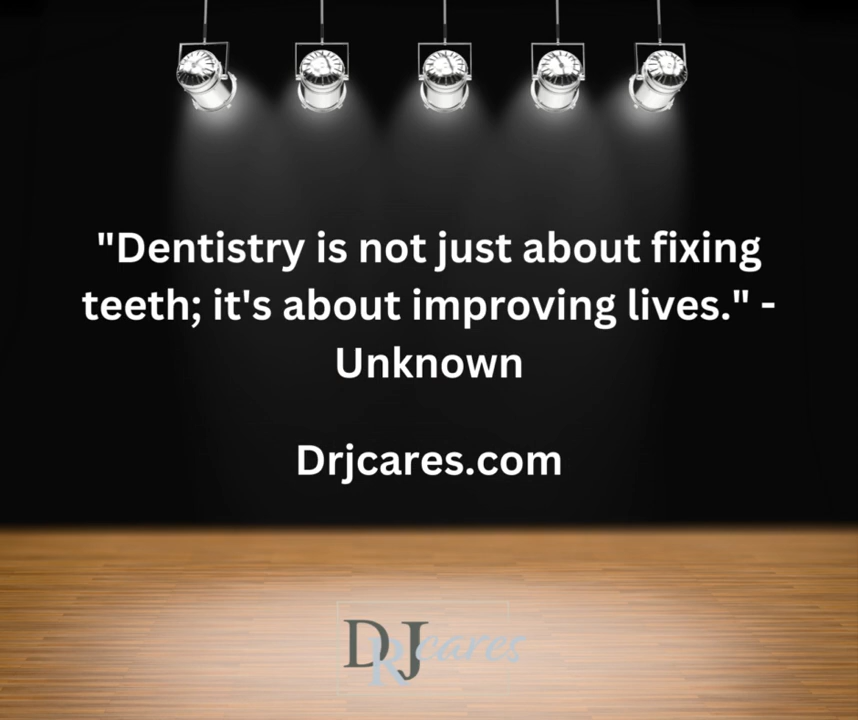 "Dentistry is not just about fixing
teeth; it's about improving lives." -
Unknown
Drjcares.com
DRJcares